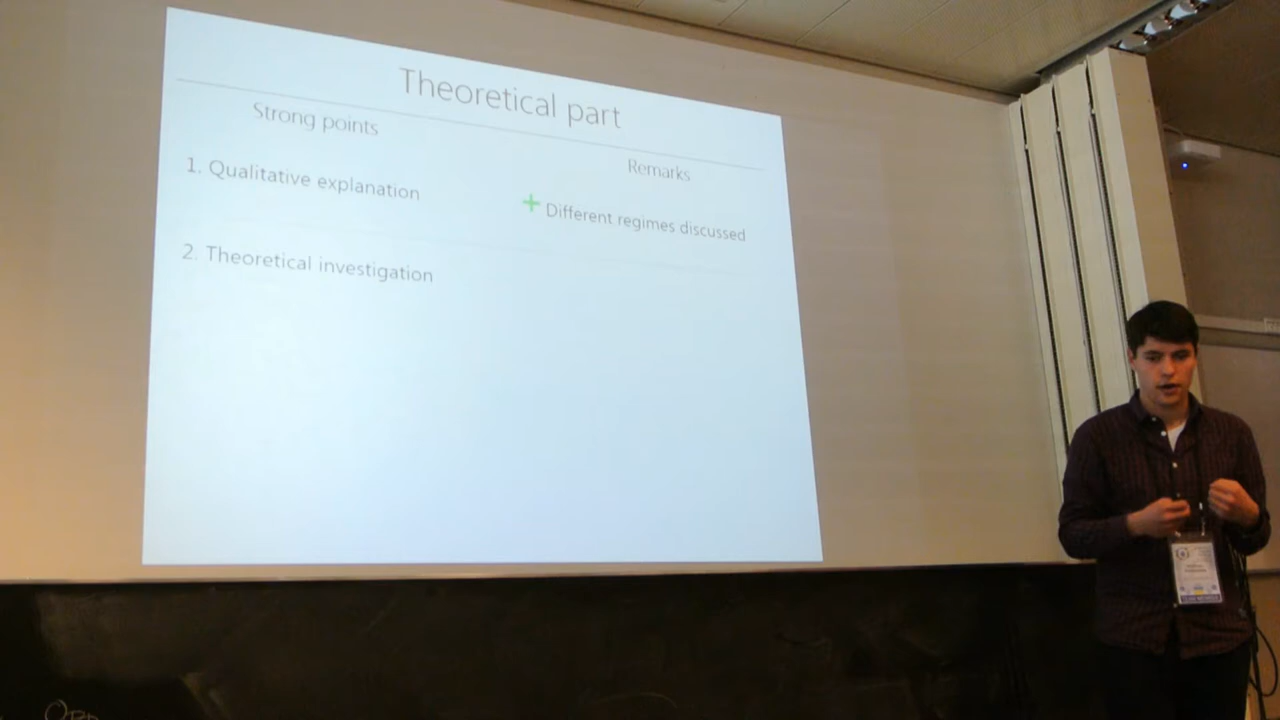 Theoretical part
Strong points
Remarks
1. Qualitative explanation
+ Different regimes discussed
2. Theoretical investigation